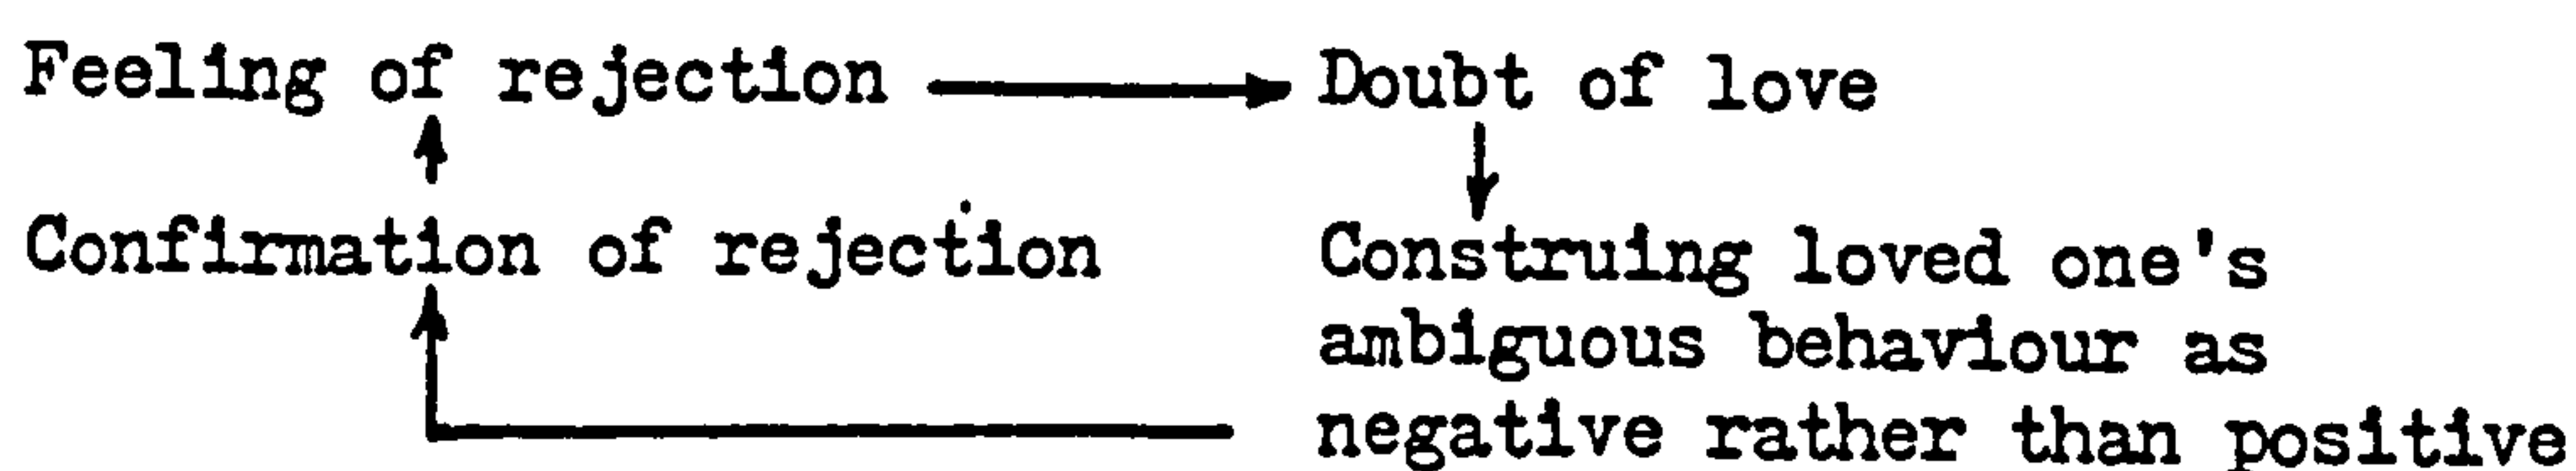 Feeling of rejection Doubt of love
Confirmation of rejection Construing loved one's
ambiguous behaviour as
negative rather than positive